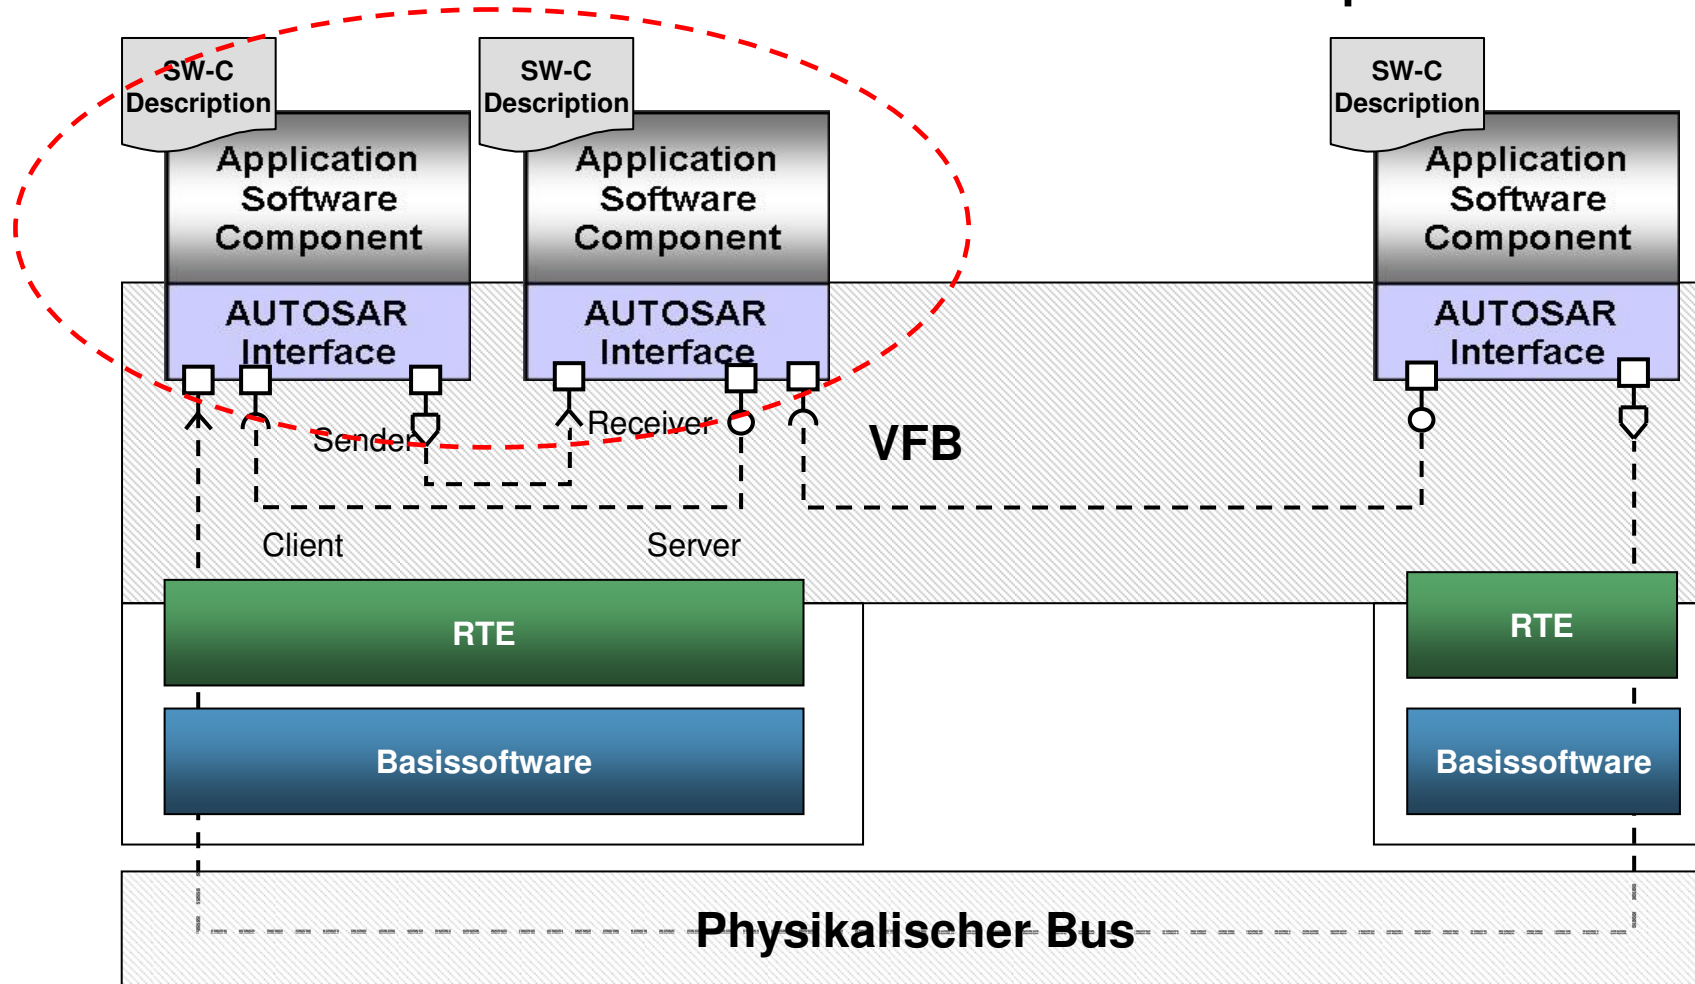 SW-C
Description
SW-C
Description
SW-C
Description
Application
Software
Component
Application
Software
Component
Application
Software
Component
AUTOSAR
Interface
AUTOSAR
Interface
AUTOSAR
Interface
Sender
Receiver
VFB
Client
Server
RTE
RTE
Basissoftware
Basissoftware
Physikalischer Bus